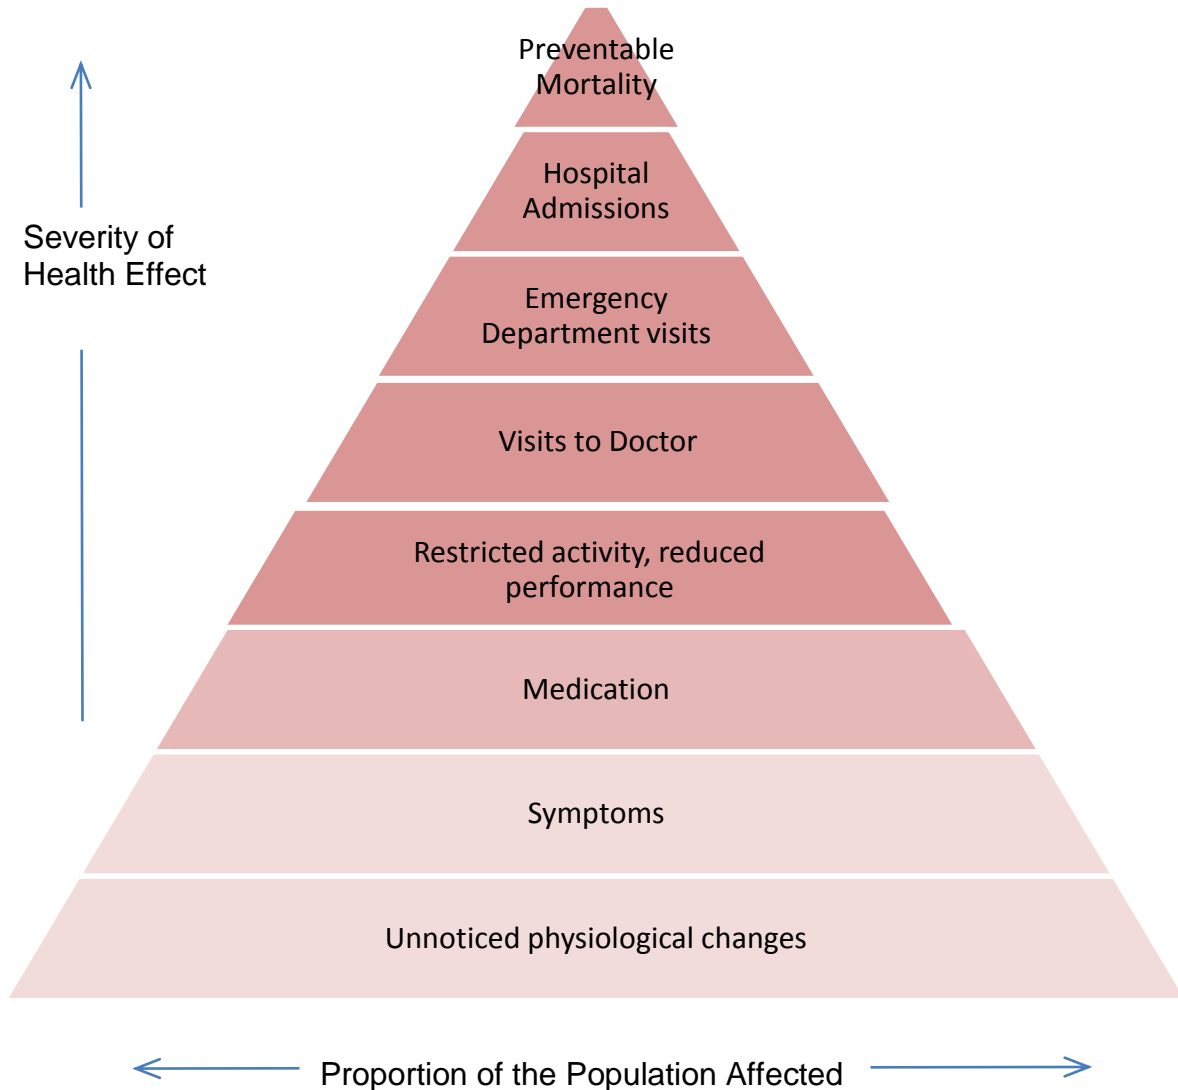 Preventable
Mortality
Hospital
Admissions
Severity of
Health Effect
Emergency
Department visits
Visits to Doctor
Restricted activity, reduced
performance
Medication
Symptoms
Unnoticed physiological changes
Proportion of the Population Affected